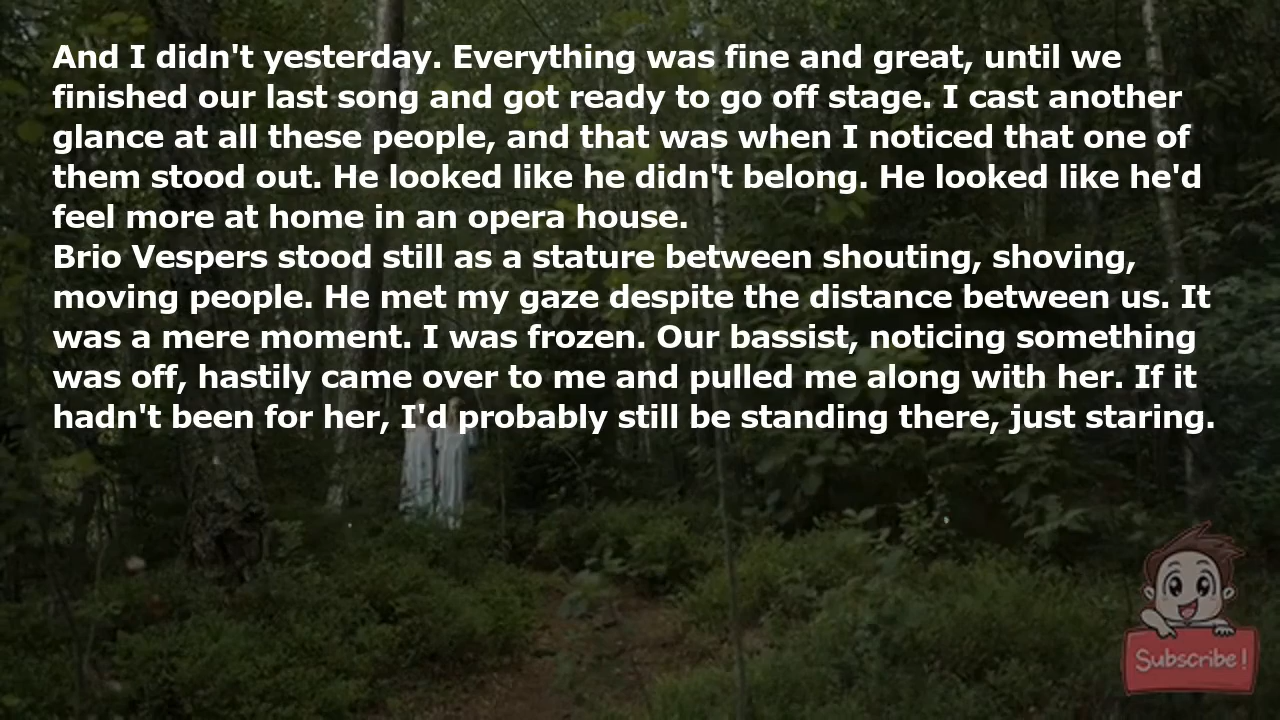 And I didn't yesterday. Everything was fine and great, until we
finished our last song and got ready to go off stage. I cast another
glance at all these people, and that was when I noticed that one of
them stood out. He looked like he didn't belong. He looked like he'd
feel more at home in an opera house.
Brio Vespers stood still as a stature between shouting, shoving,
moving people. He met my gaze despite the distance between us. It
was a mere moment. I was frozen. Our bassist, noticing something
was off, hastily came over to me and pulled me along with her. If it
hadn't been for her, I'd probably still be standing there, just staring.
Subscribe!